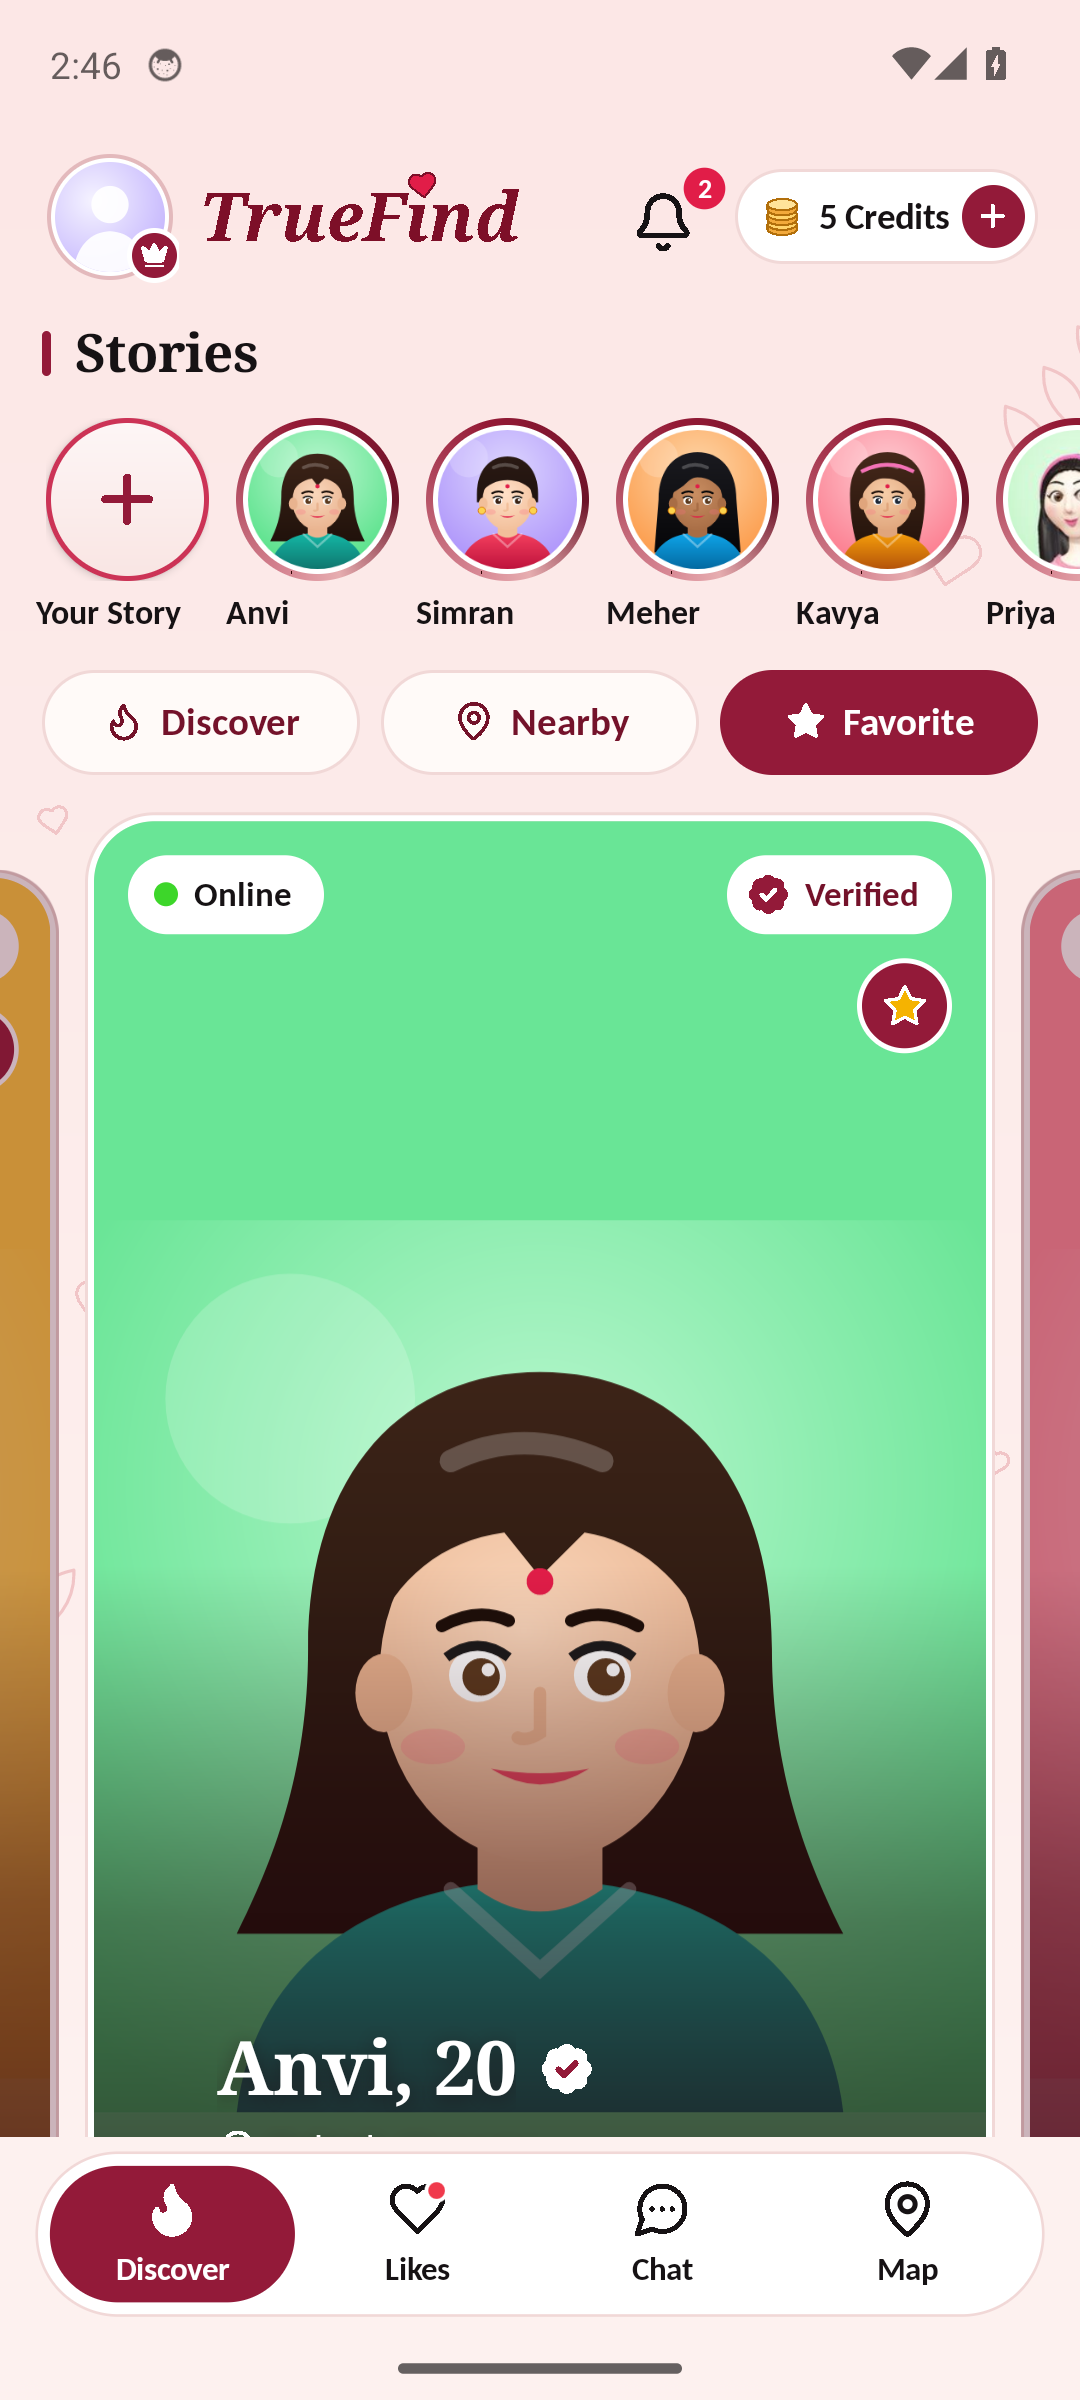 2:46
TrueFind
2
5 Credits
Stories
Your Story
Anvi
Simran
Meher
Kavya
Priya
Discover
Nearby
Favorite
Online
Verified
Anvi, 20
Discover
Likes
Chat
Map